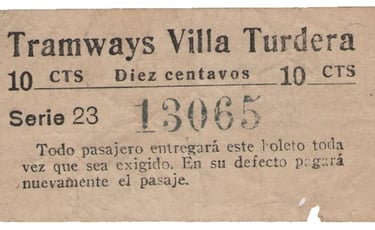 Tramways Villa Turdera
10 CTS Diez centavos 10 CTS
Serie 23 13065
Todo pasajero entregará este boleto toda
vez que sea exigido. En su defecto pagará
nuevamente el pasaje.